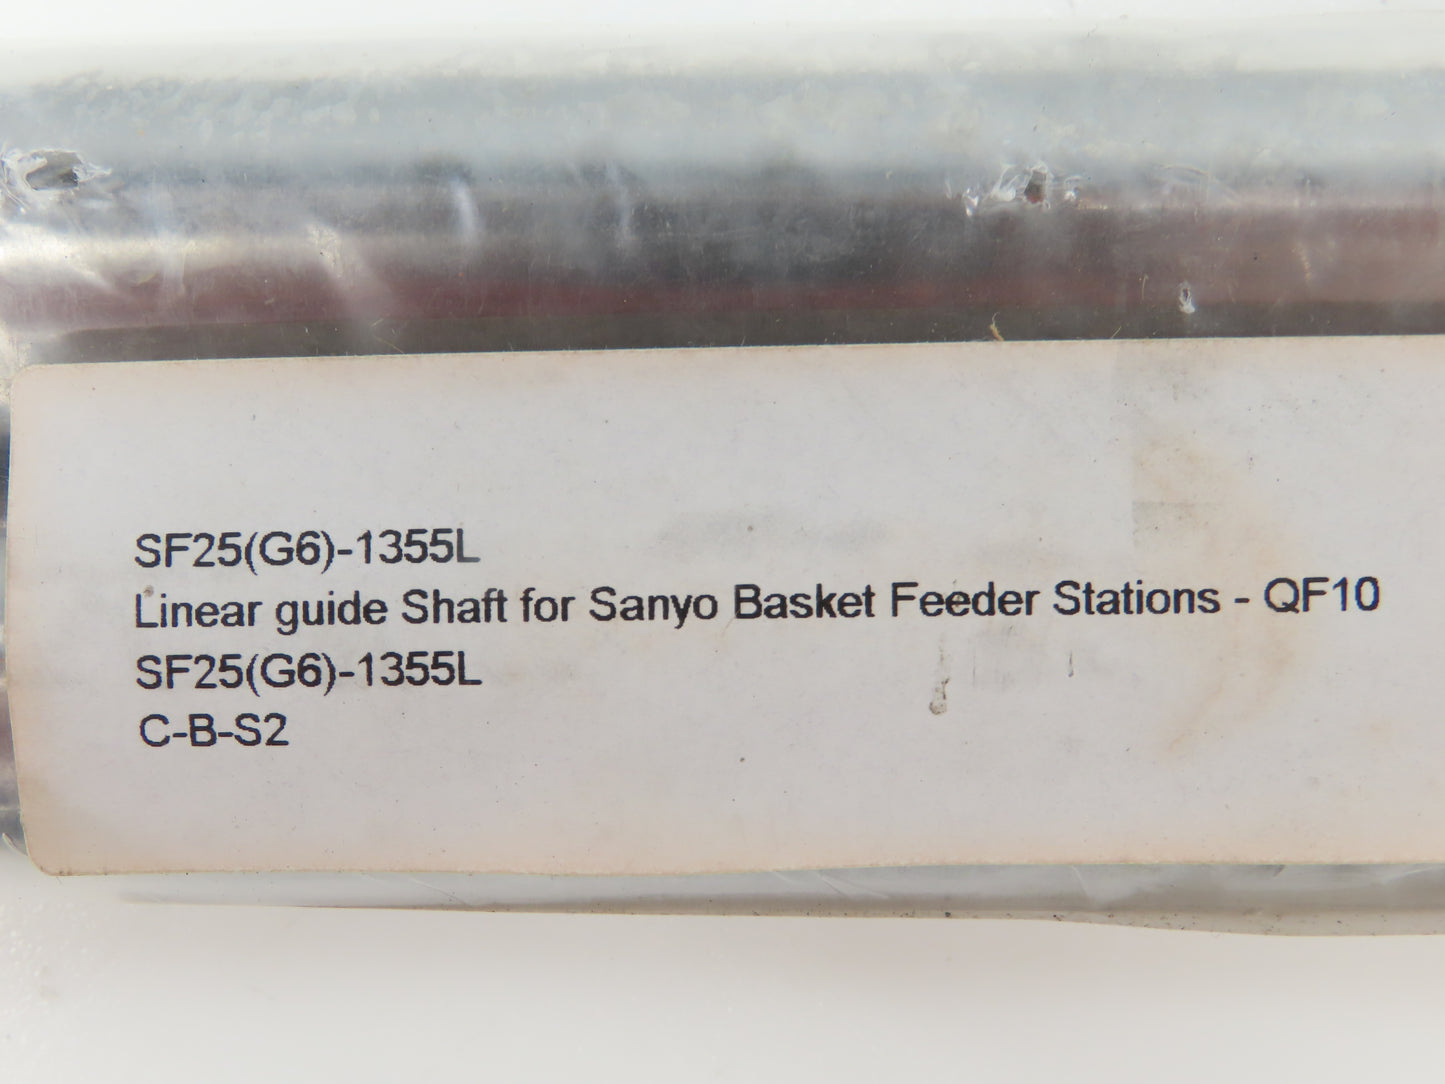 SF25(G6)-1355L
Linear guide Shaft for Sanyo Basket Feeder Stations - QF10
SF25(G6)-1355L
C-B-S2